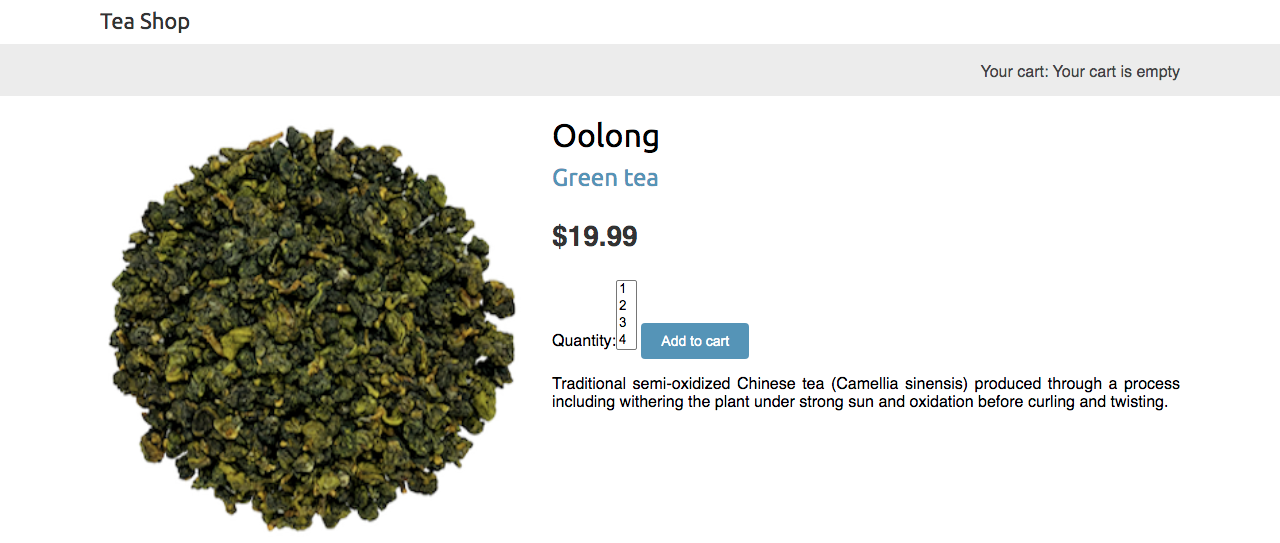 Tea Shop
Your cart: Your cart is empty
Oolong
Green tea
$19.99
1
2
3
4
Quantity:
Add to cart
Traditional semi-oxidized Chinese tea (Camellia sinensis) produced through a process
including withering the plant under strong sun and oxidation before curling and twisting.